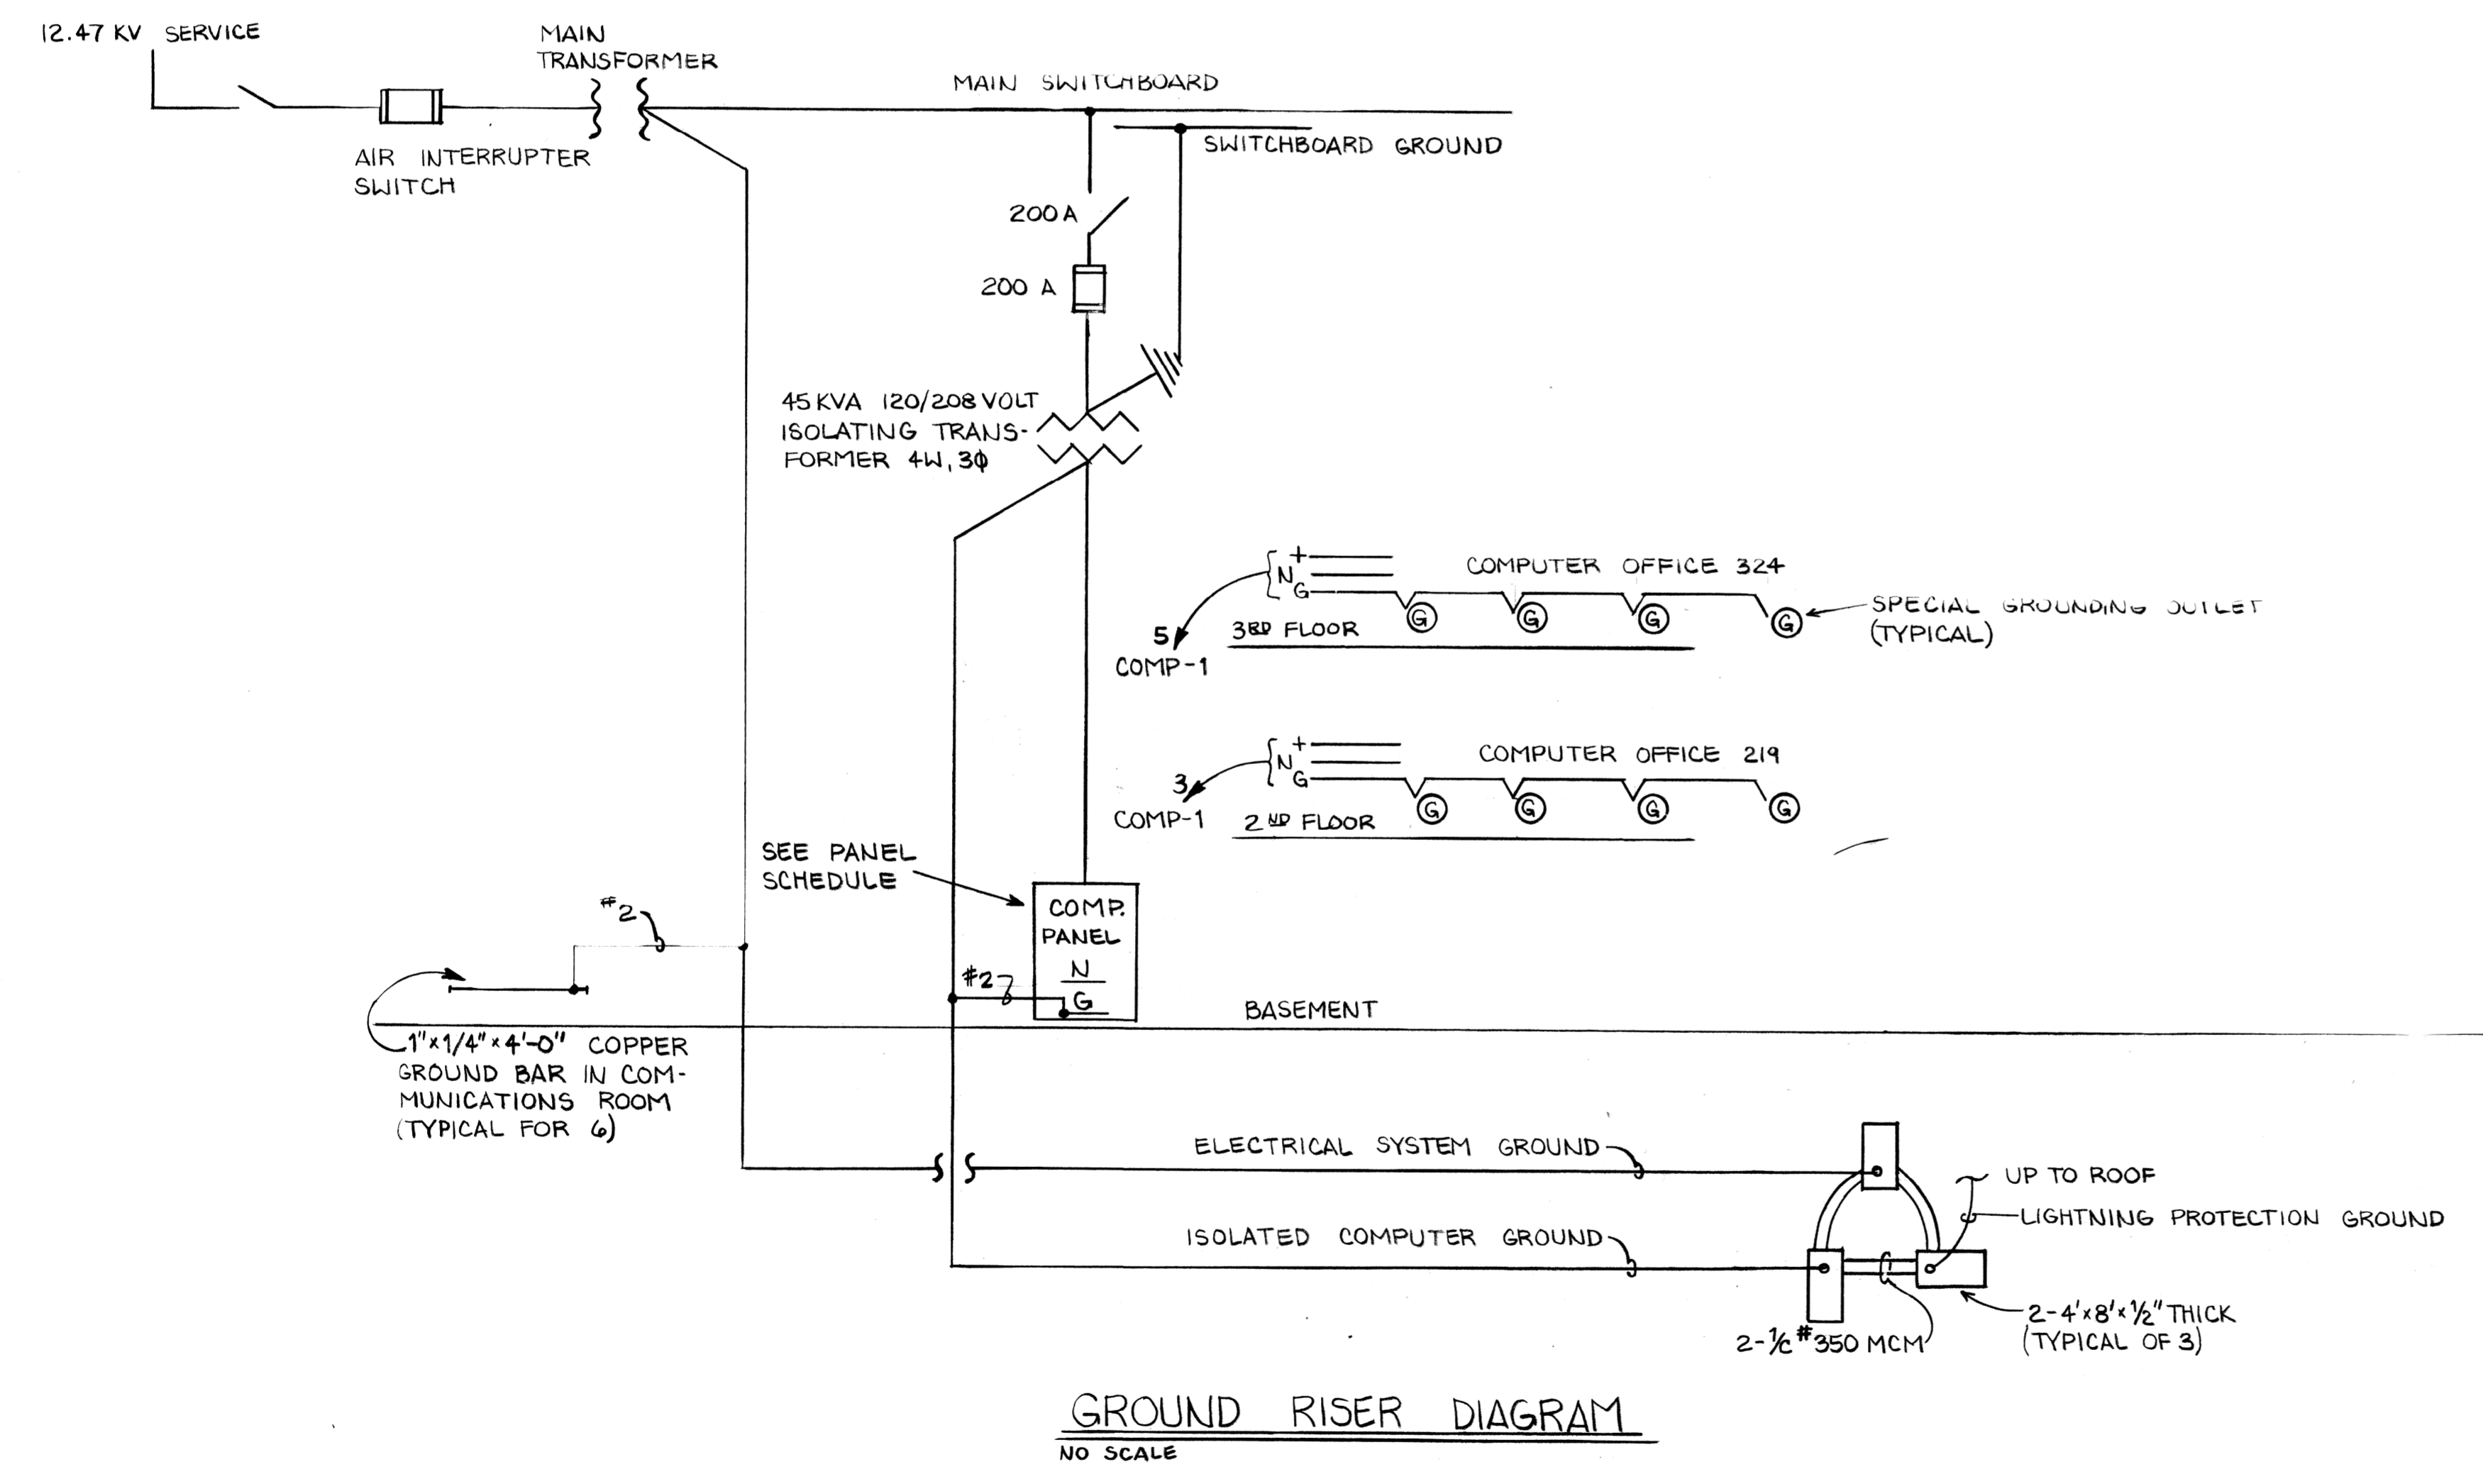 12.47 KV SERVICE
MAIN
TRANSFORMER
MAIN SWITCHBOARD
SWITCHBOARD GROUND
AIR INTERRUPTER
SWITCH
200A
200 A
45 KVA 120/208 VOLT
ISOLATING TRANS-
FORMER 4W, 3Φ
+
N
G
COMPUTER OFFICE 324
G G G G
SPECIAL GROUNDING OUTLET
(TYPICAL)
5
COMP-1
3RD FLOOR
+
N
G
COMPUTER OFFICE 219
G G G G
3
COMP-1
2ND FLOOR
SEE PANEL
SCHEDULE
COMP.
PANEL
N
G
#2
#2
BASEMENT
1"x1/4"x4'-0" COPPER
GROUND BAR IN COM-
MUNICATIONS ROOM
(TYPICAL FOR 6)
ELECTRICAL SYSTEM GROUND
UP TO ROOF
LIGHTNING PROTECTION GROUND
ISOLATED COMPUTER GROUND
2-4'x8'x1/2" THICK
(TYPICAL OF 3)
2-1/C #350 MCM
GROUND RISER DIAGRAM
NO SCALE